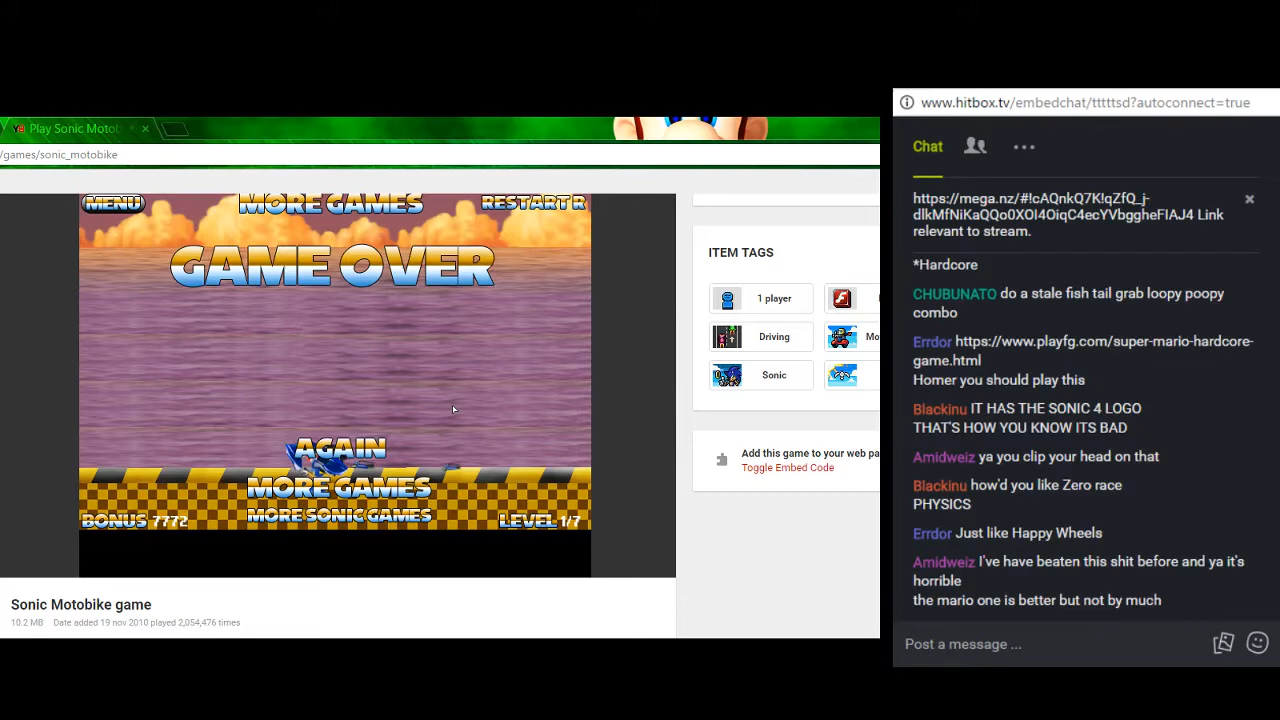 Play Sonic Motol
/games/sonic_motobike
MENU
MORE GAMES
RESTART R
GAME OVER
AGAIN
MORE GAMES
MORE SONIC GAMES
BONUS 7772
LEVEL 1/7
Sonic Motobike game
10.2 MB Date added 19 nov 2010 played 2,054,476 times
ITEM TAGS
1 player
Driving
Mo
Sonic
Add this game to your web pa
Toggle Embed Code
www.hitbox.tv/embedchat/tttttsd?autoconnect=true
Chat
https://mega.nz/#!cAQnkQ7K!qZfQ_j-
dlkMfNiKaQQo0XOI4OiqC4ecYVbggheFIAJ4 Link
relevant to stream.
*Hardcore
CHUBUNATO do a stale fish tail grab loopy poopy
combo
Errdor https://www.playfg.com/super-mario-hardcore-
game.html
Homer you should play this
Blackinu IT HAS THE SONIC 4 LOGO
THAT'S HOW YOU KNOW ITS BAD
Amidweiz ya you clip your head on that
Blackinu how'd you like Zero race
PHYSICS
Errdor Just like Happy Wheels
Amidweiz I've have beaten this shit before and ya it's
horrible
the mario one is better but not by much
Post a message ...